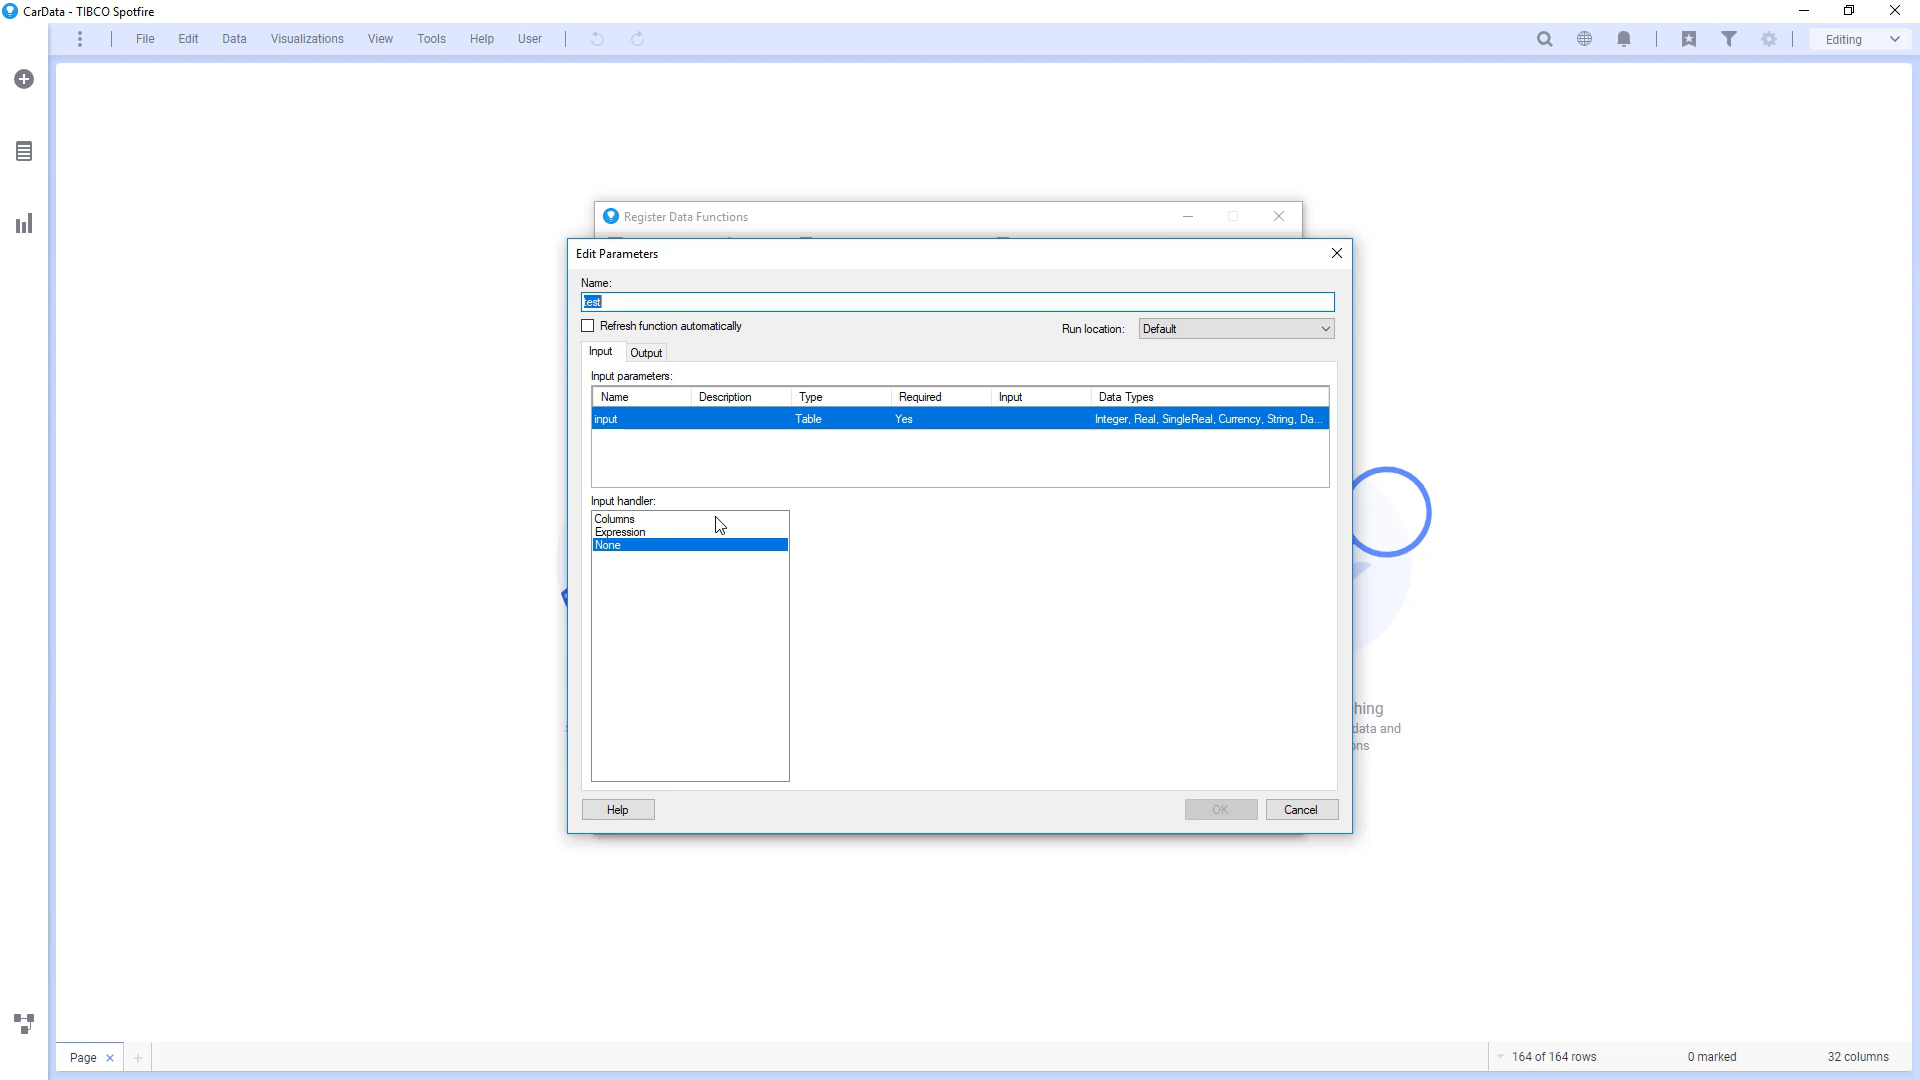 CarData - TIBCO Spotfire
File Edit Data Visualizations View Tools Help User
Editing
Register Data Functions
Edit Parameters
Name:
test
Refresh function automatically
Run location: Default
Input Output
Input parameters:
Name Description Type Required Input Data Types
input Table Yes Integer, Real, SingleReal, Currency, String, Da...
Input handler:
Columns
Expression
None
hing
data and
ons
Help OK Cancel
Page
164 of 164 rows 0 marked 32 columns